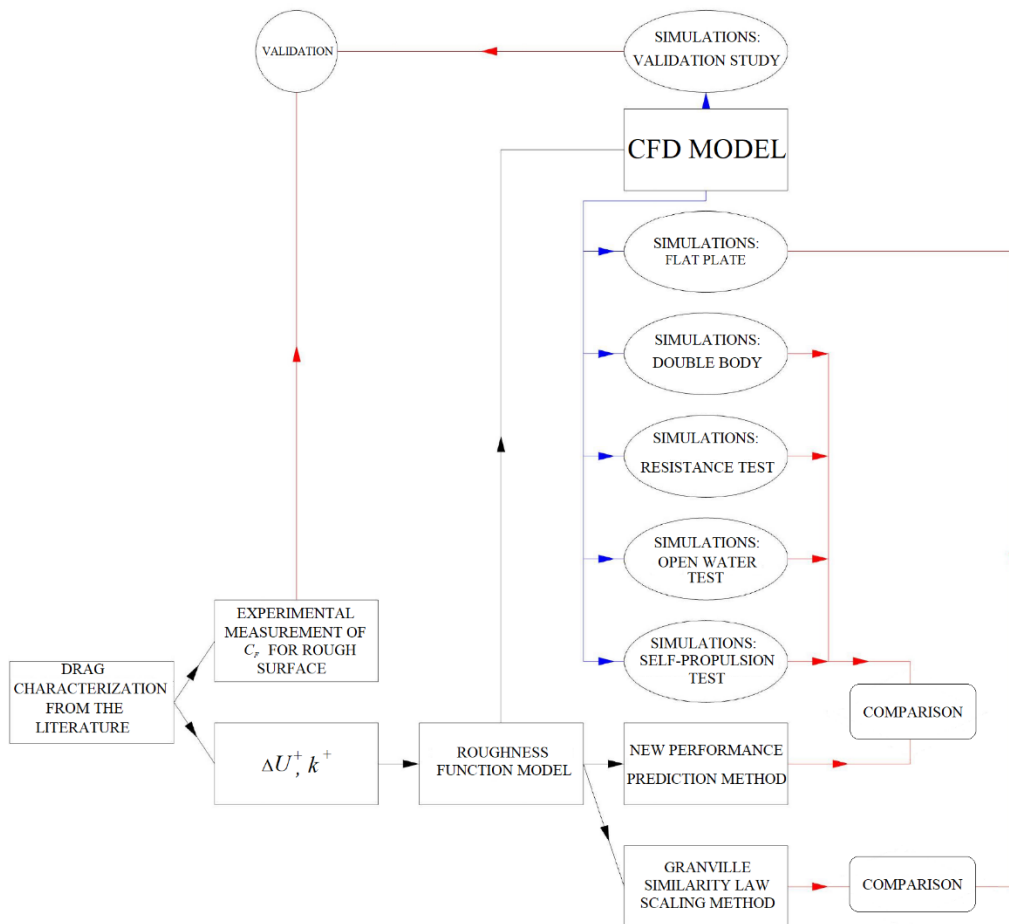 VALIDATION
SIMULATIONS:
VALIDATION STUDY
CFD MODEL
SIMULATIONS:
FLAT PLATE
SIMULATIONS:
DOUBLE BODY
SIMULATIONS:
RESISTANCE TEST
SIMULATIONS:
OPEN WATER
TEST
SIMULATIONS:
SELF-PROPULSION
TEST
EXPERIMENTAL
MEASUREMENT OF
C_F FOR ROUGH
SURFACE
DRAG
CHARACTERIZATION
FROM THE
LITERATURE
ΔU⁺, k⁺
ROUGHNESS
FUNCTION MODEL
NEW PERFORMANCE
PREDICTION METHOD
COMPARISON
GRANVILLE
SIMILARITY LAW
SCALING METHOD
COMPARISON